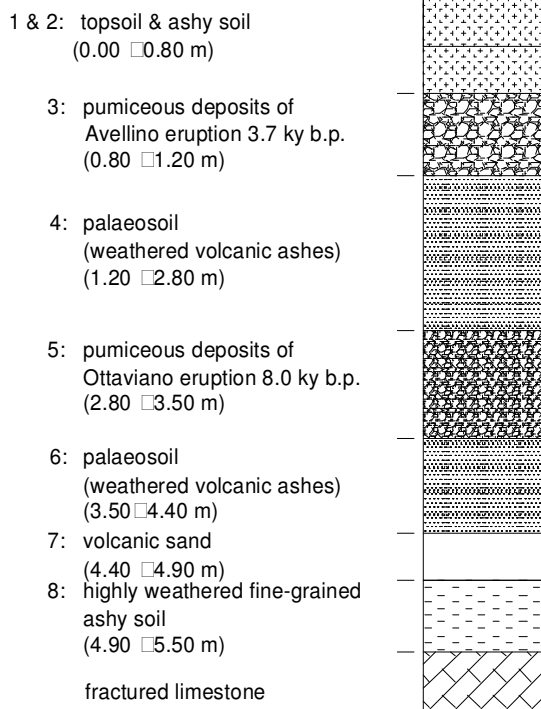 1 & 2: topsoil & ashy soil
(0.00 □0.80 m)
3: pumiceous deposits of
Avellino eruption 3.7 ky b.p.
(0.80 □1.20 m)
4: palaeosoil
(weathered volcanic ashes)
(1.20 □2.80 m)
5: pumiceous deposits of
Ottaviano eruption 8.0 ky b.p.
(2.80 □3.50 m)
6: palaeosoil
(weathered volcanic ashes)
(3.50□4.40 m)
7: volcanic sand
(4.40 □4.90 m)
8: highly weathered fine-grained
ashy soil
(4.90 □5.50 m)
fractured limestone